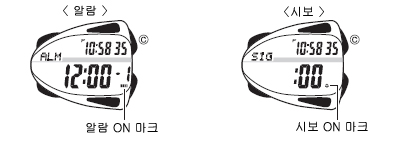 〈 알람 〉
〈시보 〉
P 10:58 35
©
ALM
12:00 -1
알람 ON 마크
P 10:58 35
©
SIG
:00
시보 ON 마크